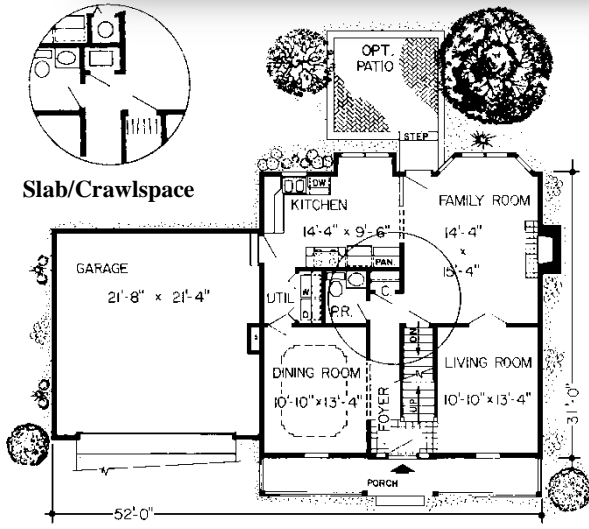 Slab/Crawlspace
OPT.
PATIO
STEP
DW
KITCHEN
14'-4" x 9'-6"
PAN.
FAMILY ROOM
14'-4"
x
15'-4"
GARAGE
21'-8" x 21'-4"
UTIL
W
D
P.R.
C.
DN
DINING ROOM
10'-10"x13'-4"
FOYER
UP
LIVING ROOM
10'-10"x13'-4"
31'-0"
PORCH
52'-0"